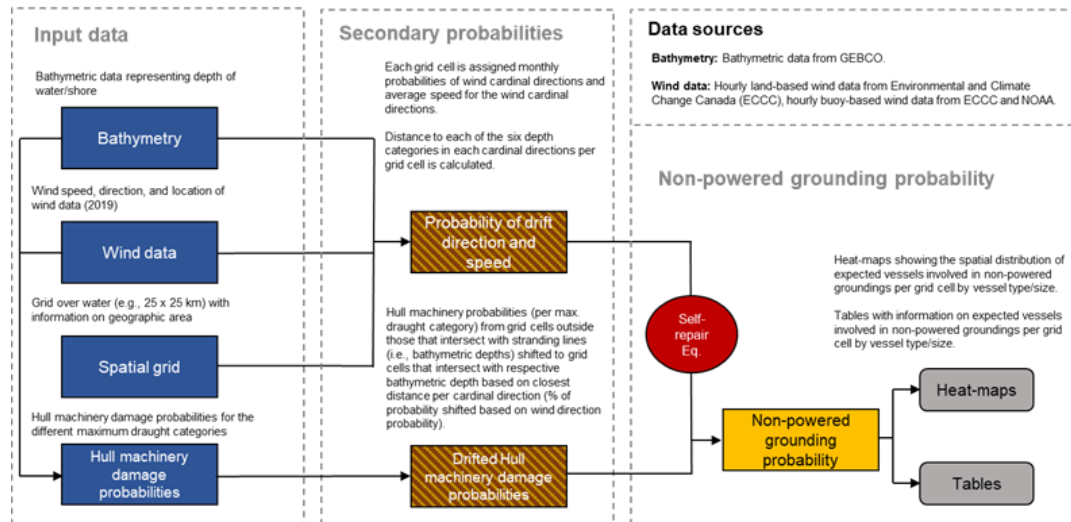 Input data
Bathymetric data representing depth of
water/shore
Bathymetry
Wind speed, direction, and location of
wind data (2019)
Wind data
Grid over water (e.g., 25 x 25 km) with
information on geographic area
Spatial grid
Hull machinery damage probabilities for the
different maximum draught categories
Hull machinery
damage
probabilities
Secondary probabilities
Each grid cell is assigned monthly
probabilities of wind cardinal directions and
average speed for the wind cardinal
directions.
Distance to each of the six depth
categories in each cardinal directions per
grid cell is calculated.
Probability of drift
direction and
speed
Hull machinery probabilities (per max.
draught category) from grid cells outside
those that intersect with stranding lines
(i.e., bathymetric depths) shifted to grid
cells that intersect with respective
bathymetric depth based on closest
distance per cardinal direction (% of
probability shifted based on wind direction
probability).
Drifted Hull
machinery damage
probabilities
Data sources
Bathymetry: Bathymetric data from GEBCO.
Wind data: Hourly land-based wind data from Environmental and Climate
Change Canada (ECCC), hourly buoy-based wind data from ECCC and NOAA.
Non-powered grounding probability
Heat-maps showing the spatial distribution of
expected vessels involved in non-powered
groundings per grid cell by vessel type/size.
Tables with information on expected vessels
involved in non-powered groundings per grid
cell by vessel type/size.
Self-
repair
Eq.
Non-powered
grounding
probability
Heat-maps
Tables